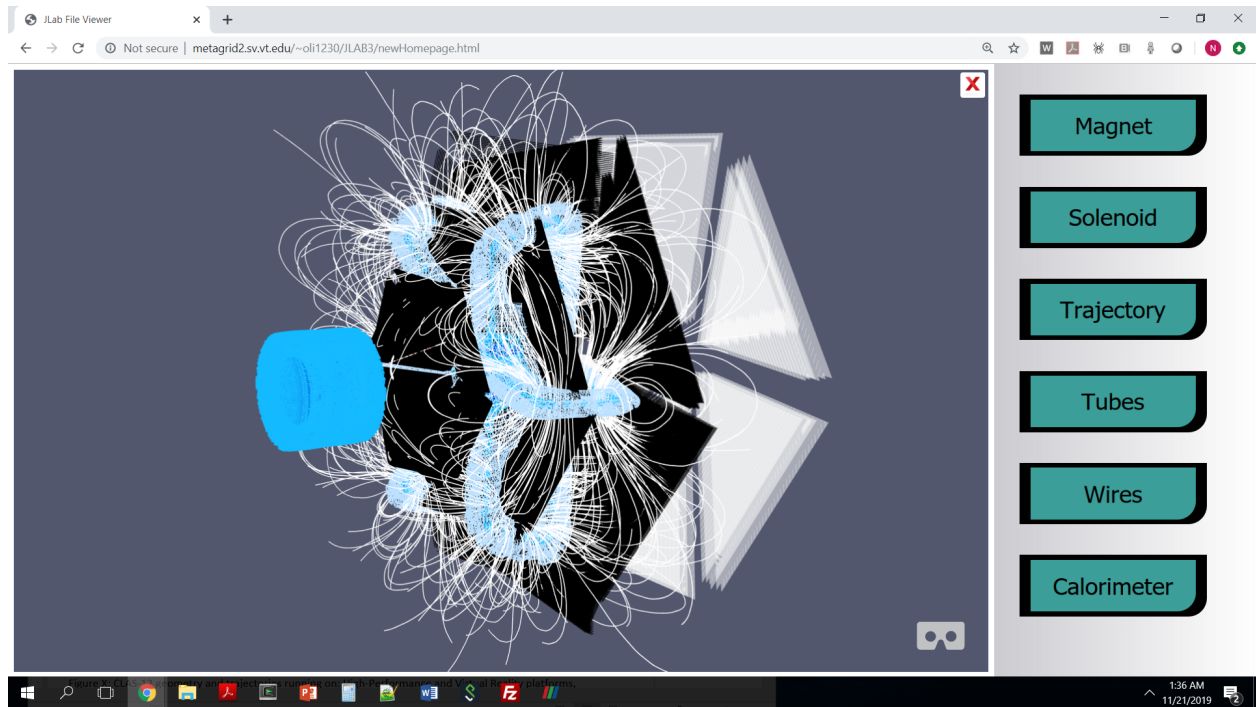 JLab File Viewer
Not secure | metagrid2.sv.vt.edu/~oli1230/JLAB3/newHomepage.html
N
X
Magnet
Solenoid
Trajectory
Tubes
Wires
Calorimeter
1:36 AM
11/21/2019
2